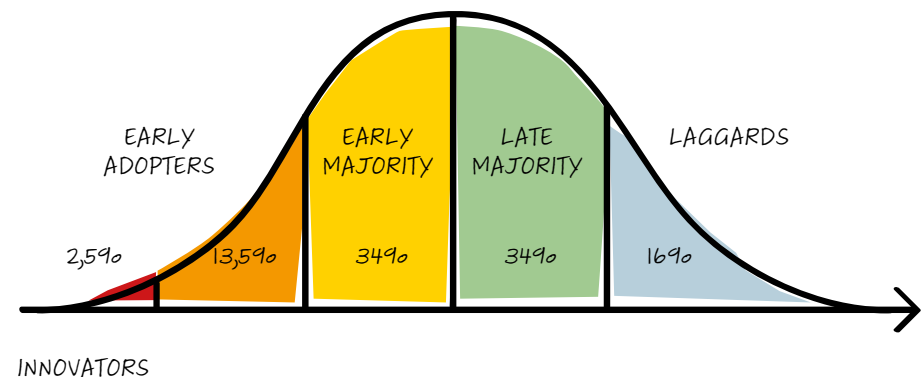 EARLY
ADOPTERS
EARLY
MAJORITY
LATE
MAJORITY
LAGGARDS
2,5%
13,5%
34%
34%
16%
INNOVATORS